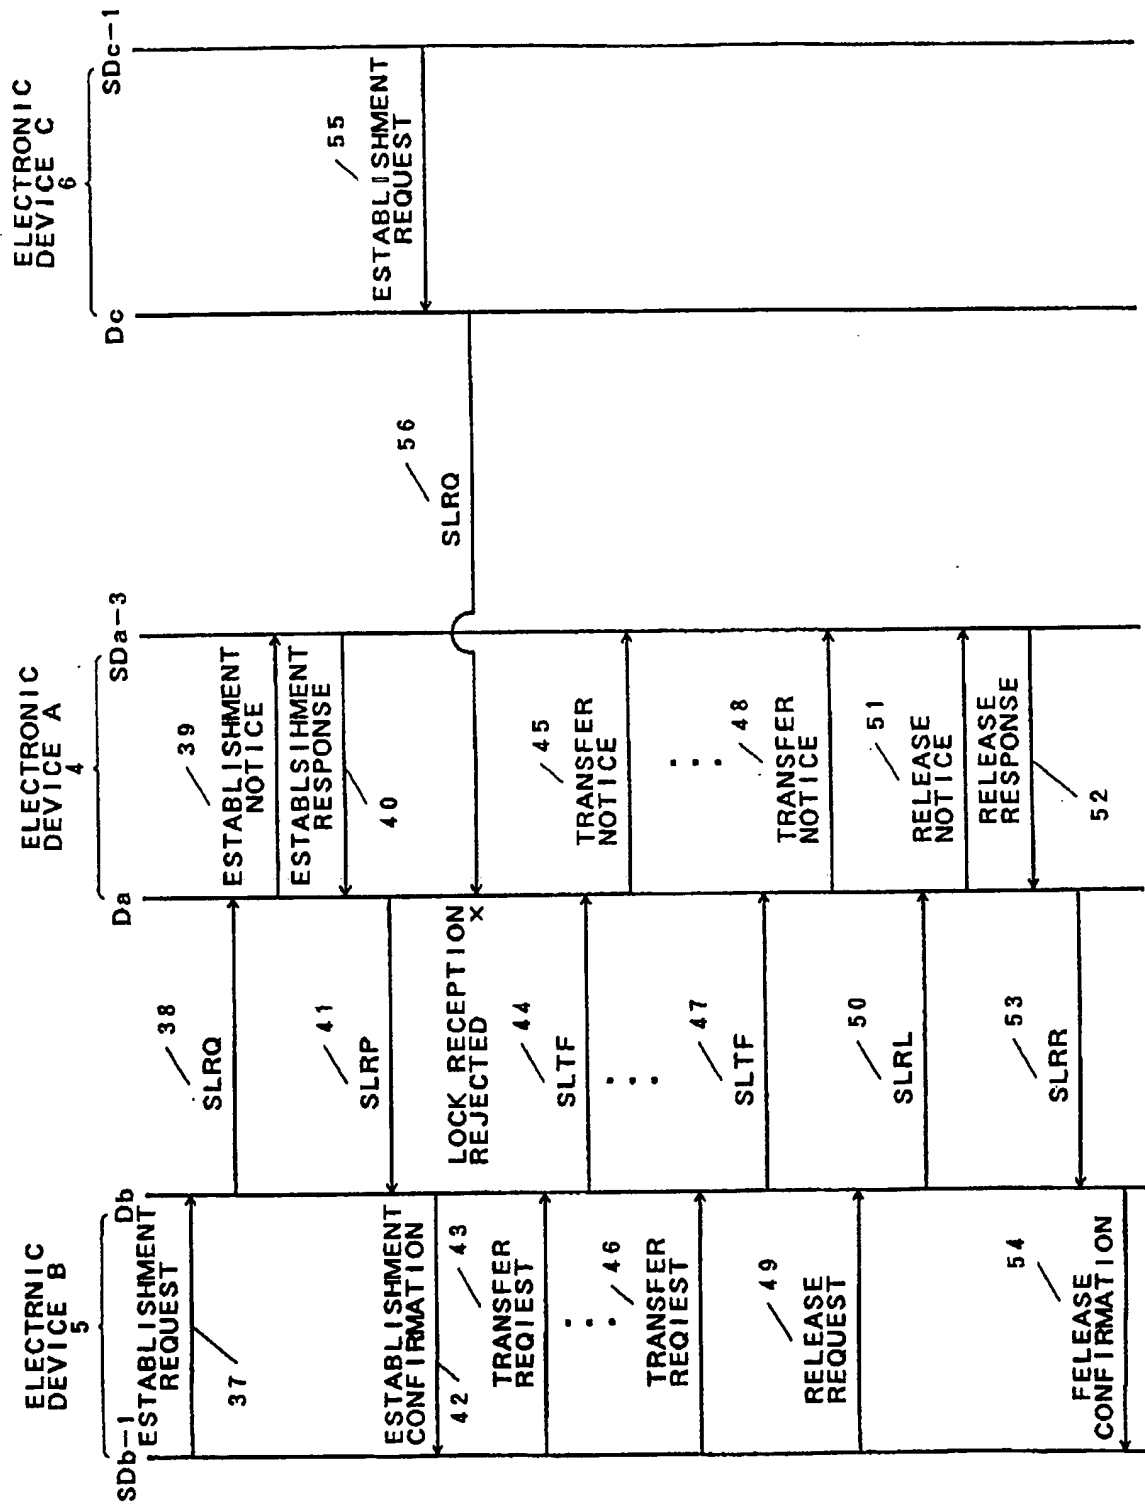 ELECTRNIC
DEVICE B
5
ELECTRONIC
DEVICE A
4
ELECTRONIC
DEVICE C
6
SDb-1
Db
Da
SDa-3
Dc
SDc-1
ESTABLISHMENT
REQUEST
37
38
SLRQ
39
ESTABLISHMENT
NOTICE
ESTABLSIHMENT
RESPONSE
40
41
SLRP
ESTABLISHMENT
CONFIRMATION
42
55
ESTABLISHMENT
REQUEST
56
SLRQ
LOCK RECEPTION
REJECTED
×
43
TRANSFER
REQIEST
44
SLTF
45
TRANSFER
NOTICE
...
...
...
46
TRANSFER
REQIEST
47
SLTF
48
TRANSFER
NOTICE
49
RELEASE
REQUEST
50
SLRL
51
RELEASE
NOTICE
RELEASE
RESPONSE
52
53
SLRR
54
FELEASE
CONFIRMATION